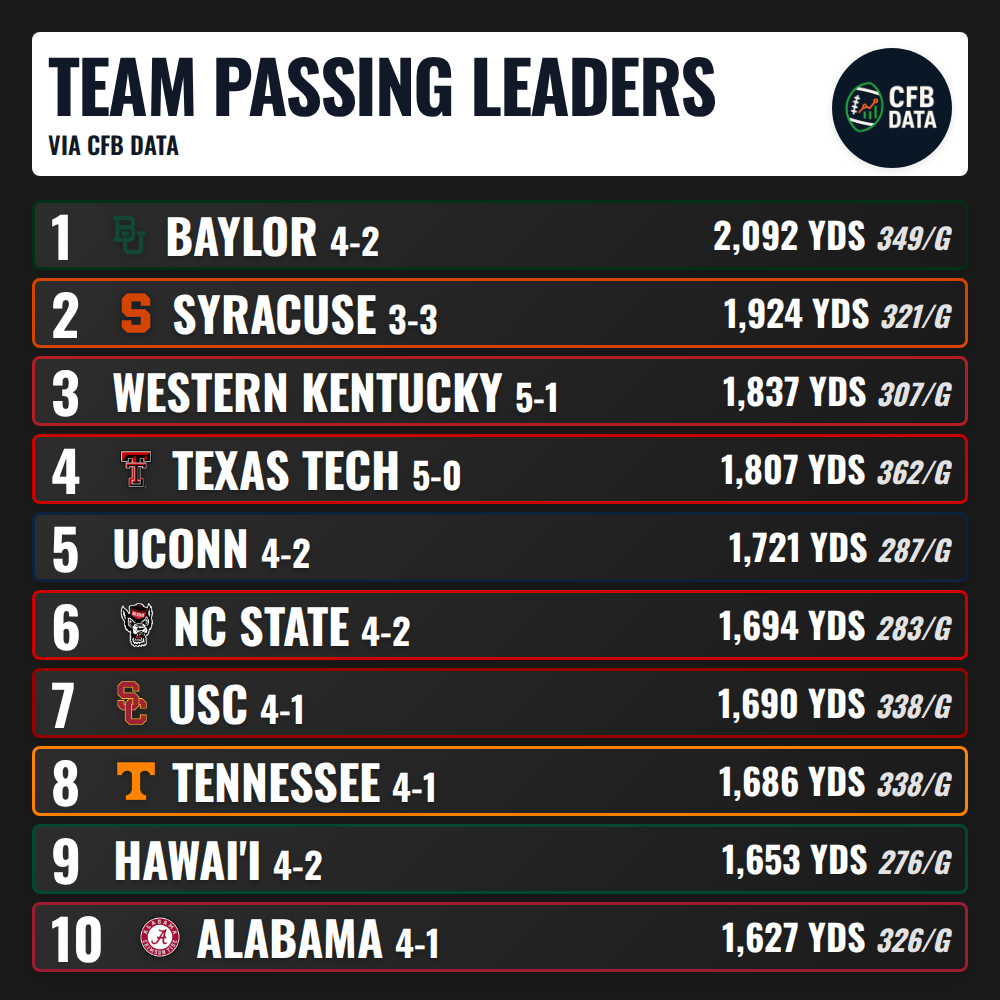 TEAM PASSING LEADERS
VIA CFB DATA
CFB
DATA
1 BU BAYLOR 4-2 2,092 YDS 349/G
2 S SYRACUSE 3-3 1,924 YDS 321/G
3 WESTERN KENTUCKY 5-1 1,837 YDS 307/G
4 TEXAS TECH 5-0 1,807 YDS 362/G
5 UCONN 4-2 1,721 YDS 287/G
6 NC STATE 4-2 1,694 YDS 283/G
7 SC USC 4-1 1,690 YDS 338/G
8 T TENNESSEE 4-1 1,686 YDS 338/G
9 HAWAI'I 4-2 1,653 YDS 276/G
10 A ALABAMA 4-1 1,627 YDS 326/G